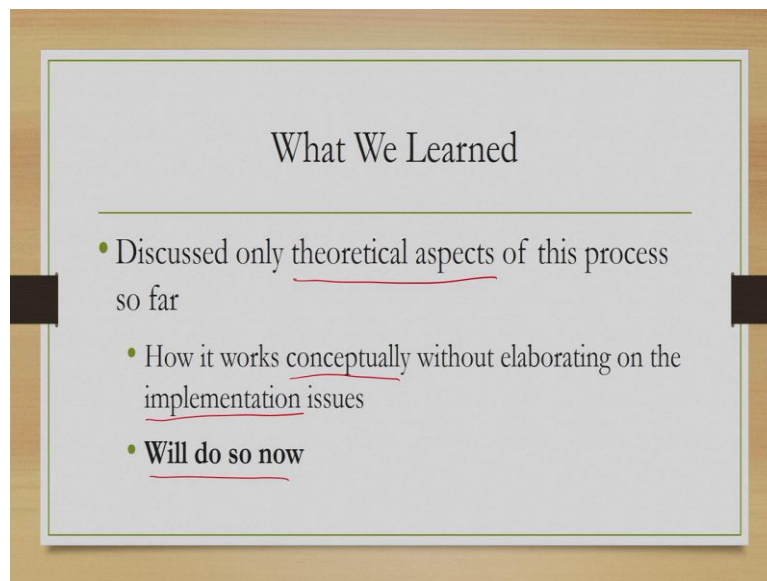 What We Learned
• Discussed only theoretical aspects of this process
so far
• How it works conceptually without elaborating on the
implementation issues
• Will do so now